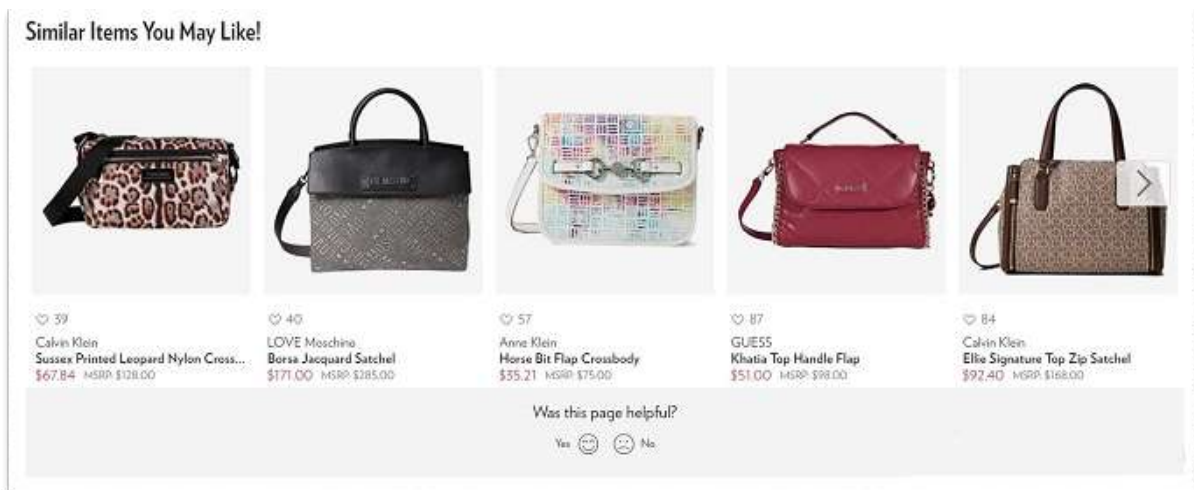 Similar Items You May Like!
39
Calvin Klein
Sussex Printed Leopard Nylon Cross...
$67.84 MSRP: $128.00
40
LOVE Moschino
Borsa Jacquard Satchel
$171.00 MSRP: $285.00
57
Anne Klein
Horse Bit Flap Crossbody
$35.21 MSRP: $75.00
87
GUESS
Khatia Top Handle Flap
$51.00 MSRP: $98.00
84
Calvin Klein
Ellie Signature Top Zip Satchel
$92.40 MSRP: $168.00
Was this page helpful?
Yes No